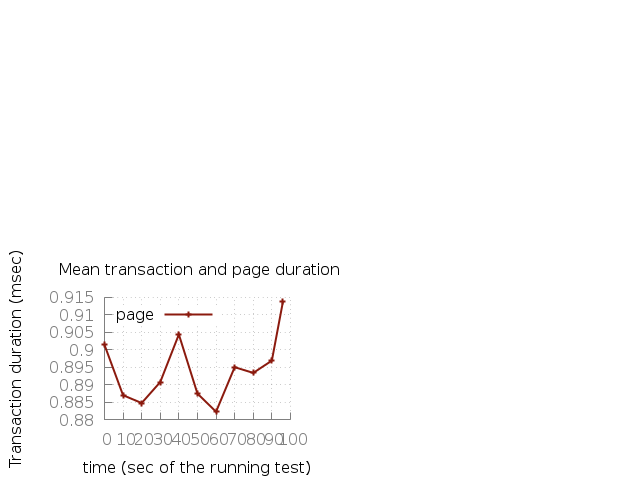 Mean transaction and page duration
Transaction duration (msec)
0.915
0.91
0.905
0.9
0.895
0.89
0.885
0.88
page
0 10 20 30 40 50 60 70 80 90 100
time (sec of the running test)